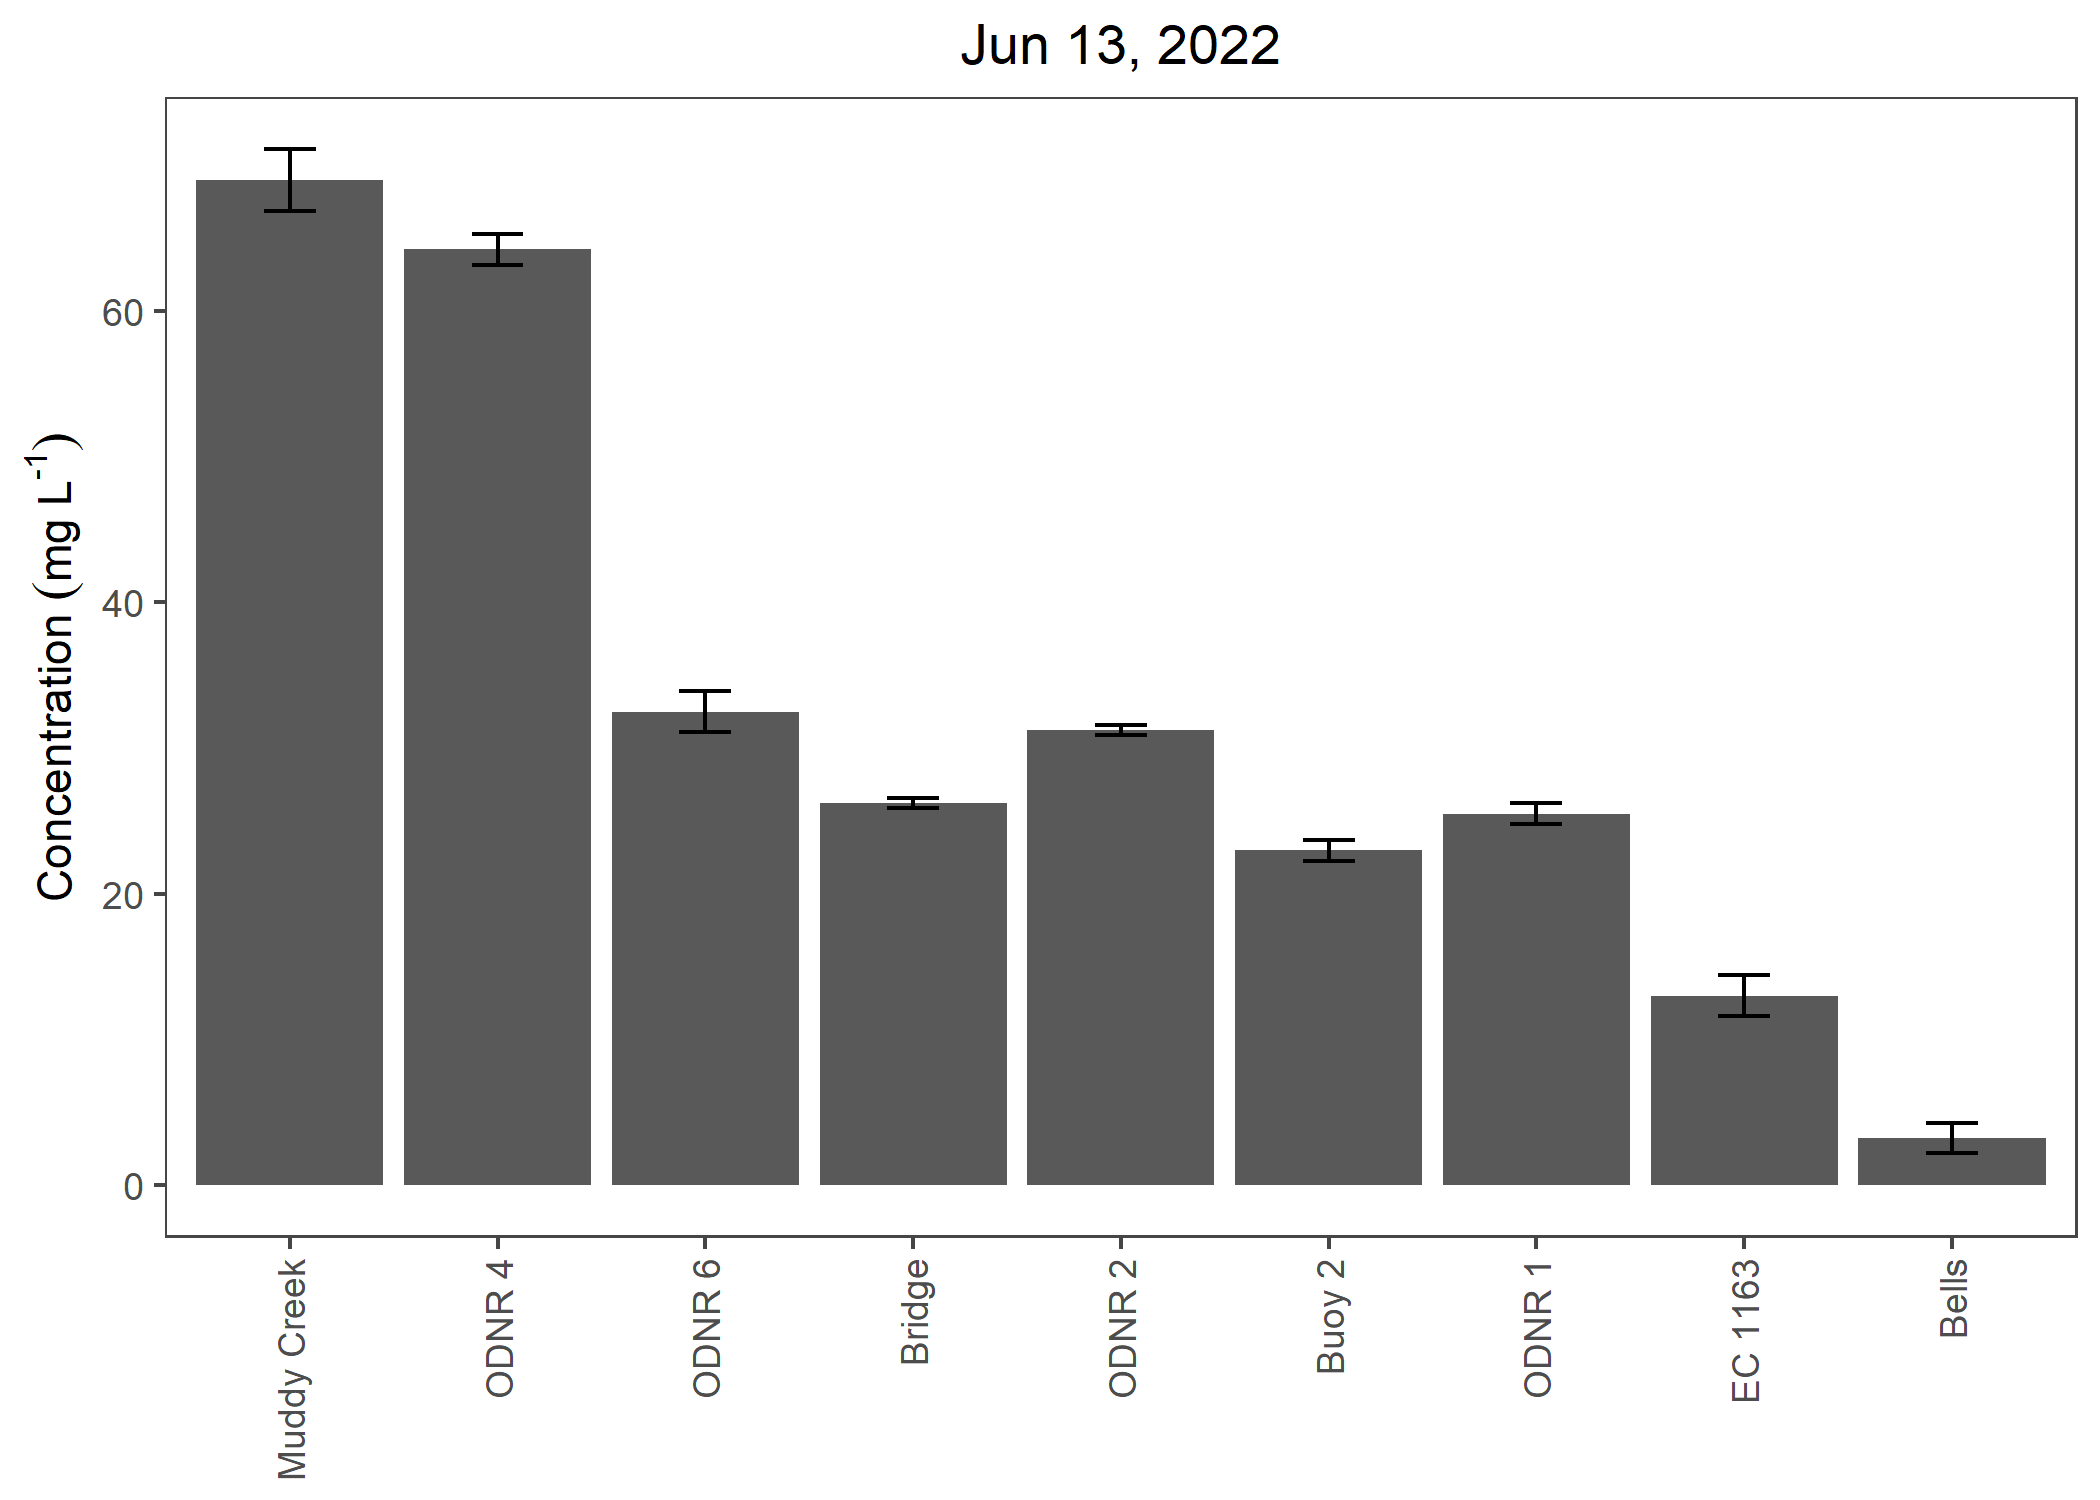 Jun 13, 2022
Concentration (mg L-1)
60
40
20
0
Muddy Creek
ODNR 4
ODNR 6
Bridge
ODNR 2
Buoy 2
ODNR 1
EC 1163
Bells